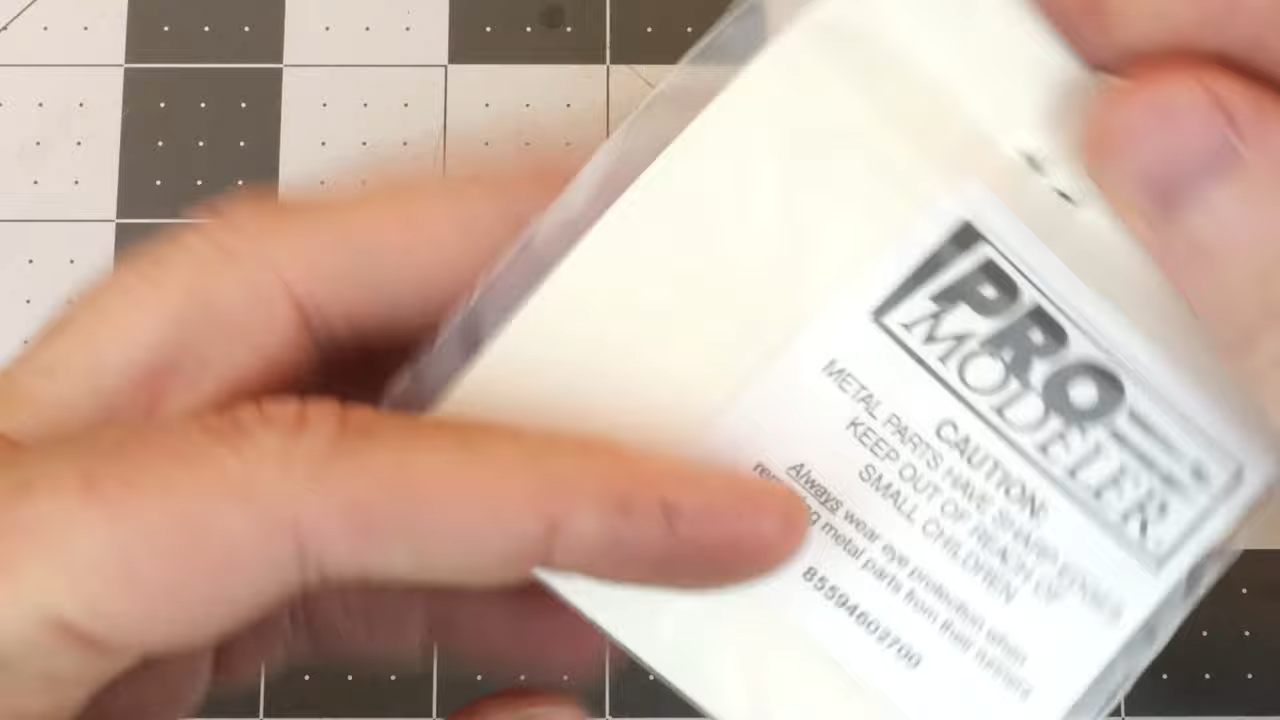 PRO
MODELER
CAUTION:
METAL PARTS HAVE SHARP EDGES
KEEP OUT OF REACH OF
SMALL CHILDREN
Always wear eye protection when
metal parts from their runners
85594602700